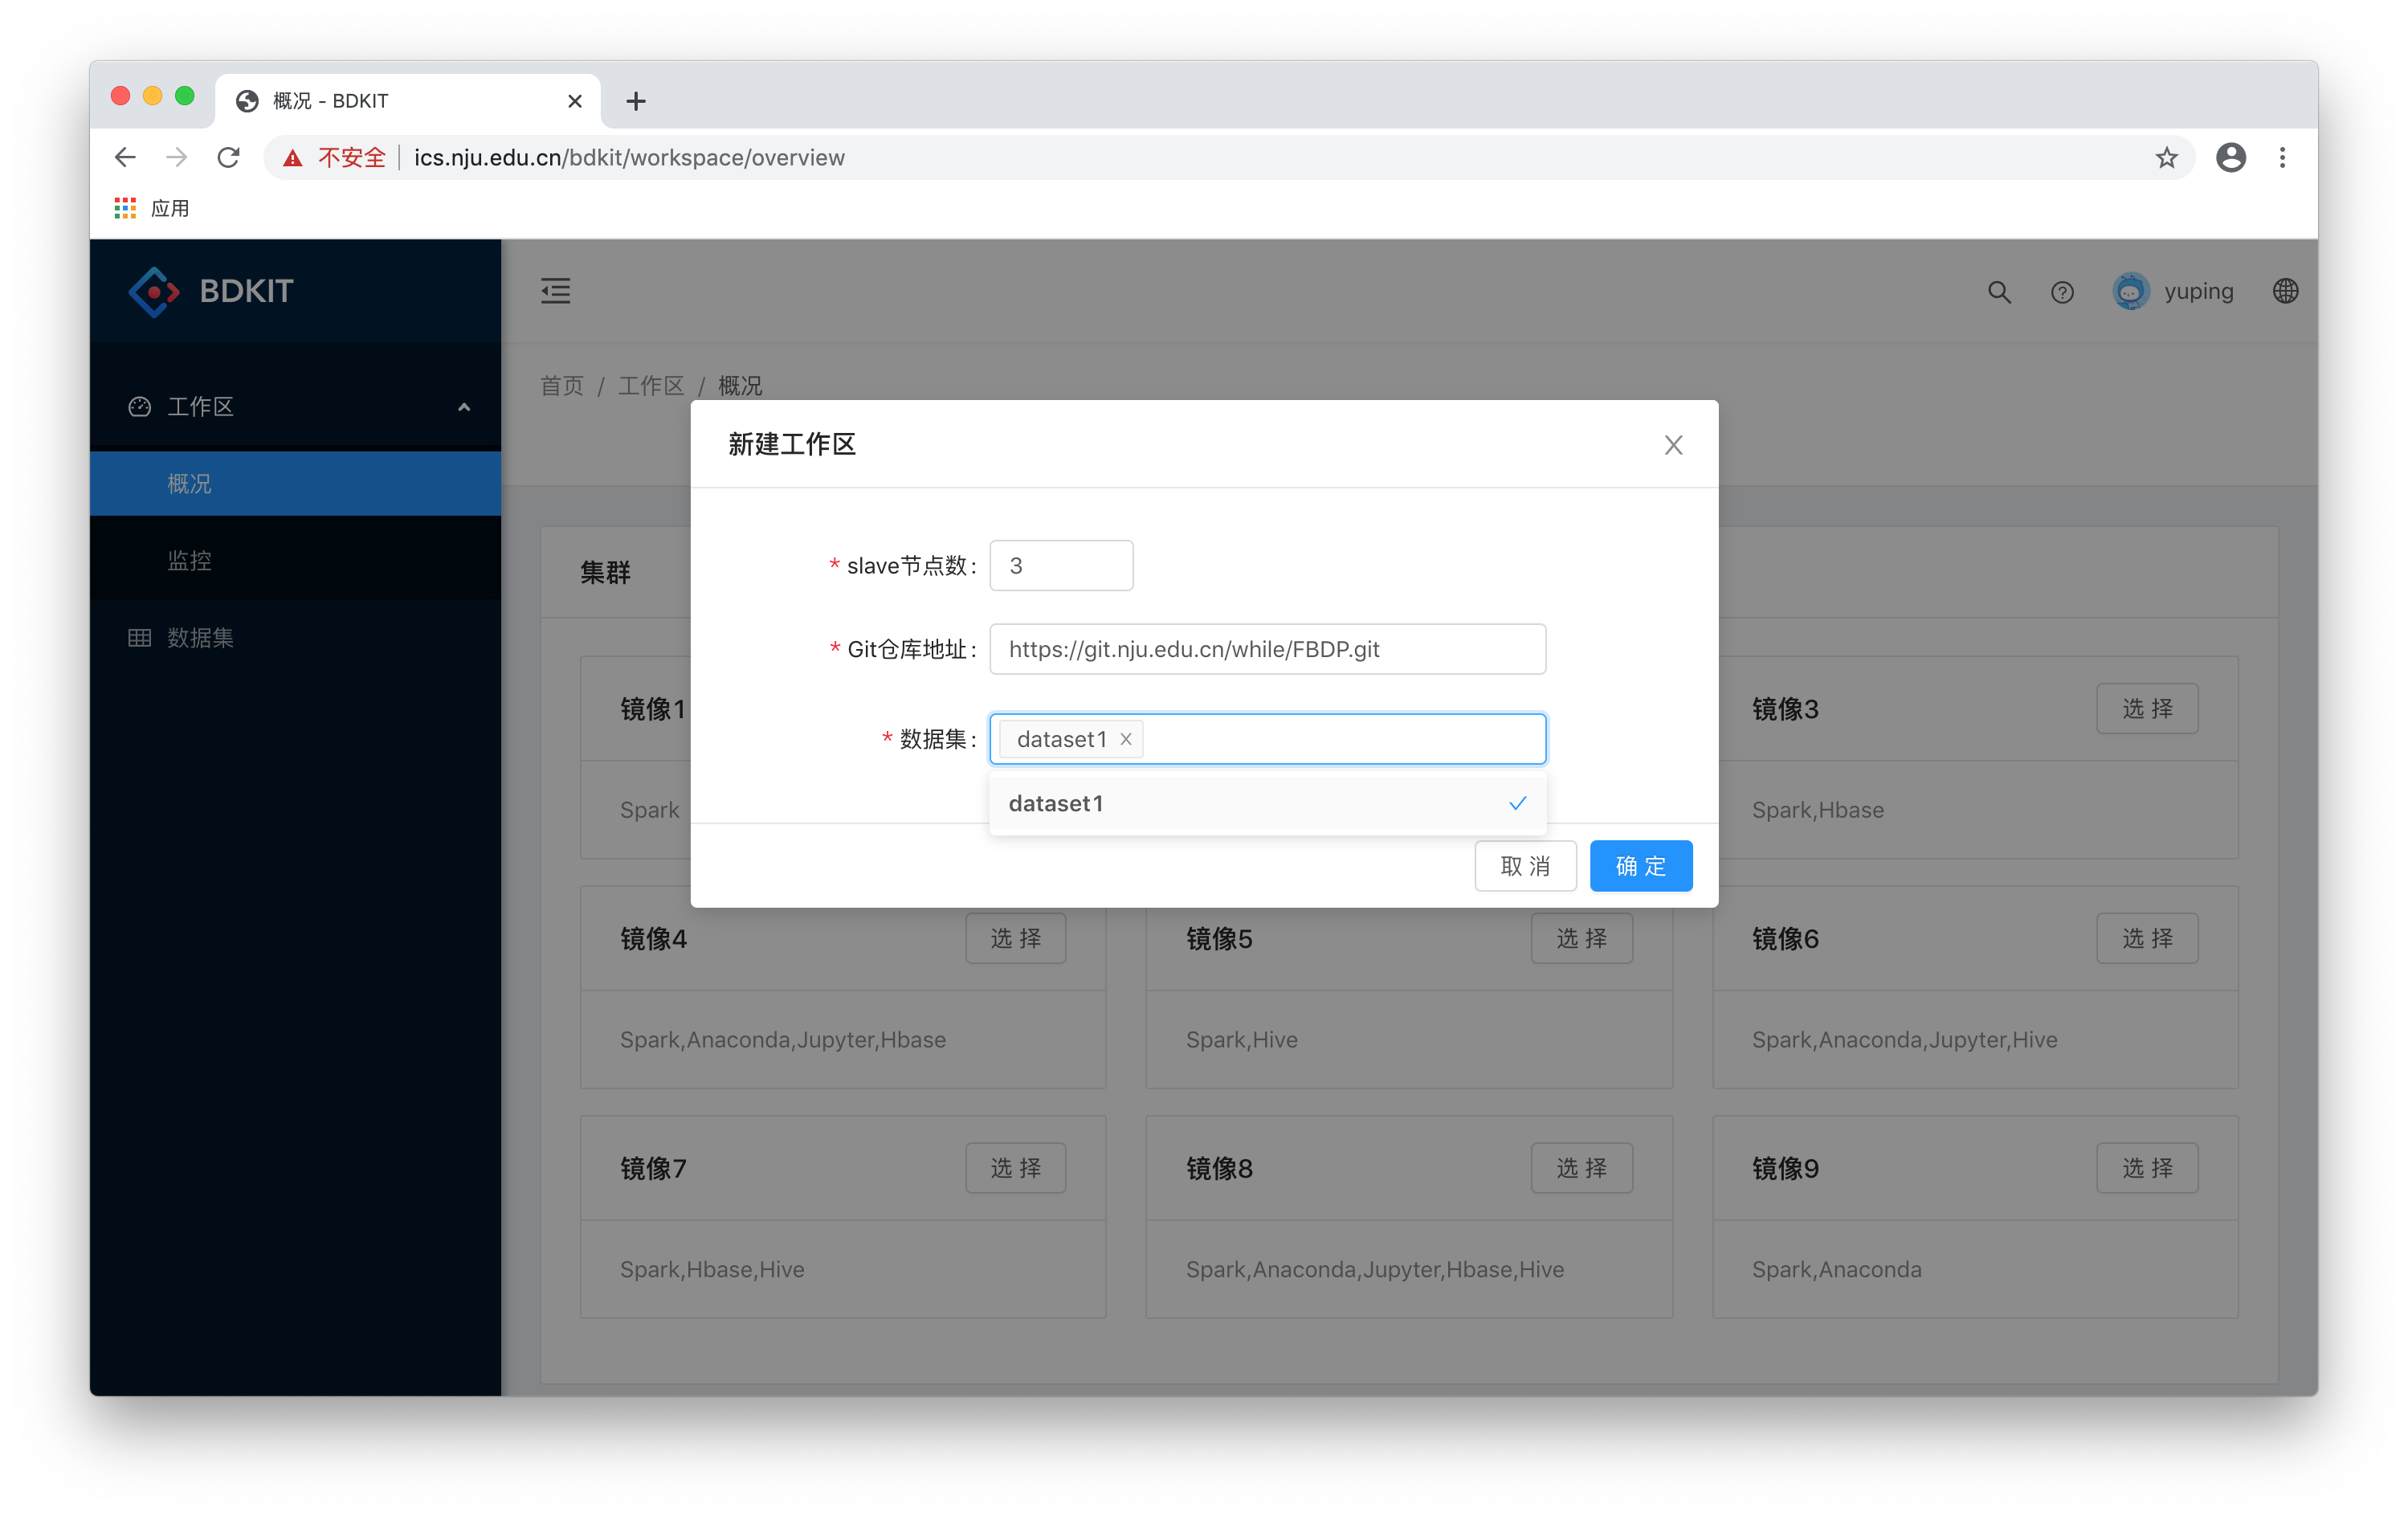 概况 - BDKIT
不安全 ics.nju.edu.cn/bdkit/workspace/overview
应用
BDKIT
yuping
工作区
概况
监控
数据集
首页 / 工作区 / 概况
新建工作区
* slave节点数: 3
* Git仓库地址: https://git.nju.edu.cn/while/FBDP.git
* 数据集: dataset1
dataset1
取 消 确 定
集群
镜像1
Spark
镜像3 选 择
Spark,Hbase
镜像4 选 择
Spark,Anaconda,Jupyter,Hbase
镜像5 选 择
Spark,Hive
镜像6 选 择
Spark,Anaconda,Jupyter,Hive
镜像7 选 择
Spark,Hbase,Hive
镜像8 选 择
Spark,Anaconda,Jupyter,Hbase,Hive
镜像9 选 择
Spark,Anaconda